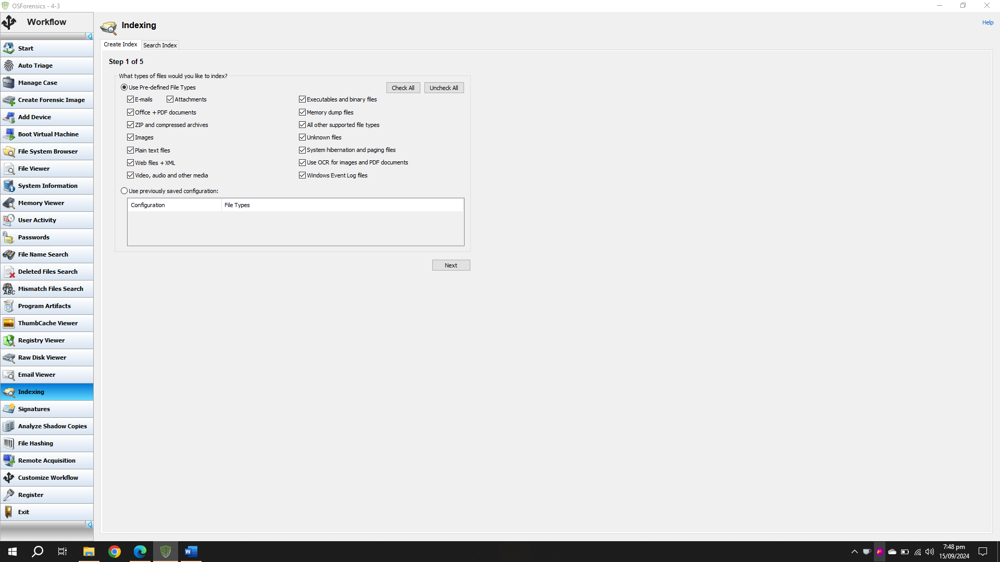 OSForensics - 4-3
Workflow
Start
Auto Triage
Manage Case
Create Forensic Image
Add Device
Boot Virtual Machine
File System Browser
File Viewer
System Information
Memory Viewer
User Activity
Passwords
File Name Search
Deleted Files Search
Mismatch Files Search
Program Artifacts
ThumbCache Viewer
Registry Viewer
Raw Disk Viewer
Email Viewer
Indexing
Signatures
Analyze Shadow Copies
File Hashing
Remote Acquisition
Customize Workflow
Register
Exit
Indexing
Help
Create Index Search Index
Step 1 of 5
What types of files would you like to index?
Use Pre-defined File Types
Check All Uncheck All
E-mails Attachments Executables and binary files
Office + PDF documents Memory dump files
ZIP and compressed archives All other supported file types
Images Unknown files
Plain text files System hibernation and paging files
Web files + XML Use OCR for images and PDF documents
Video, audio and other media Windows Event Log files
Use previously saved configuration:
Configuration File Types
Next
7:48 pm
15/09/2024